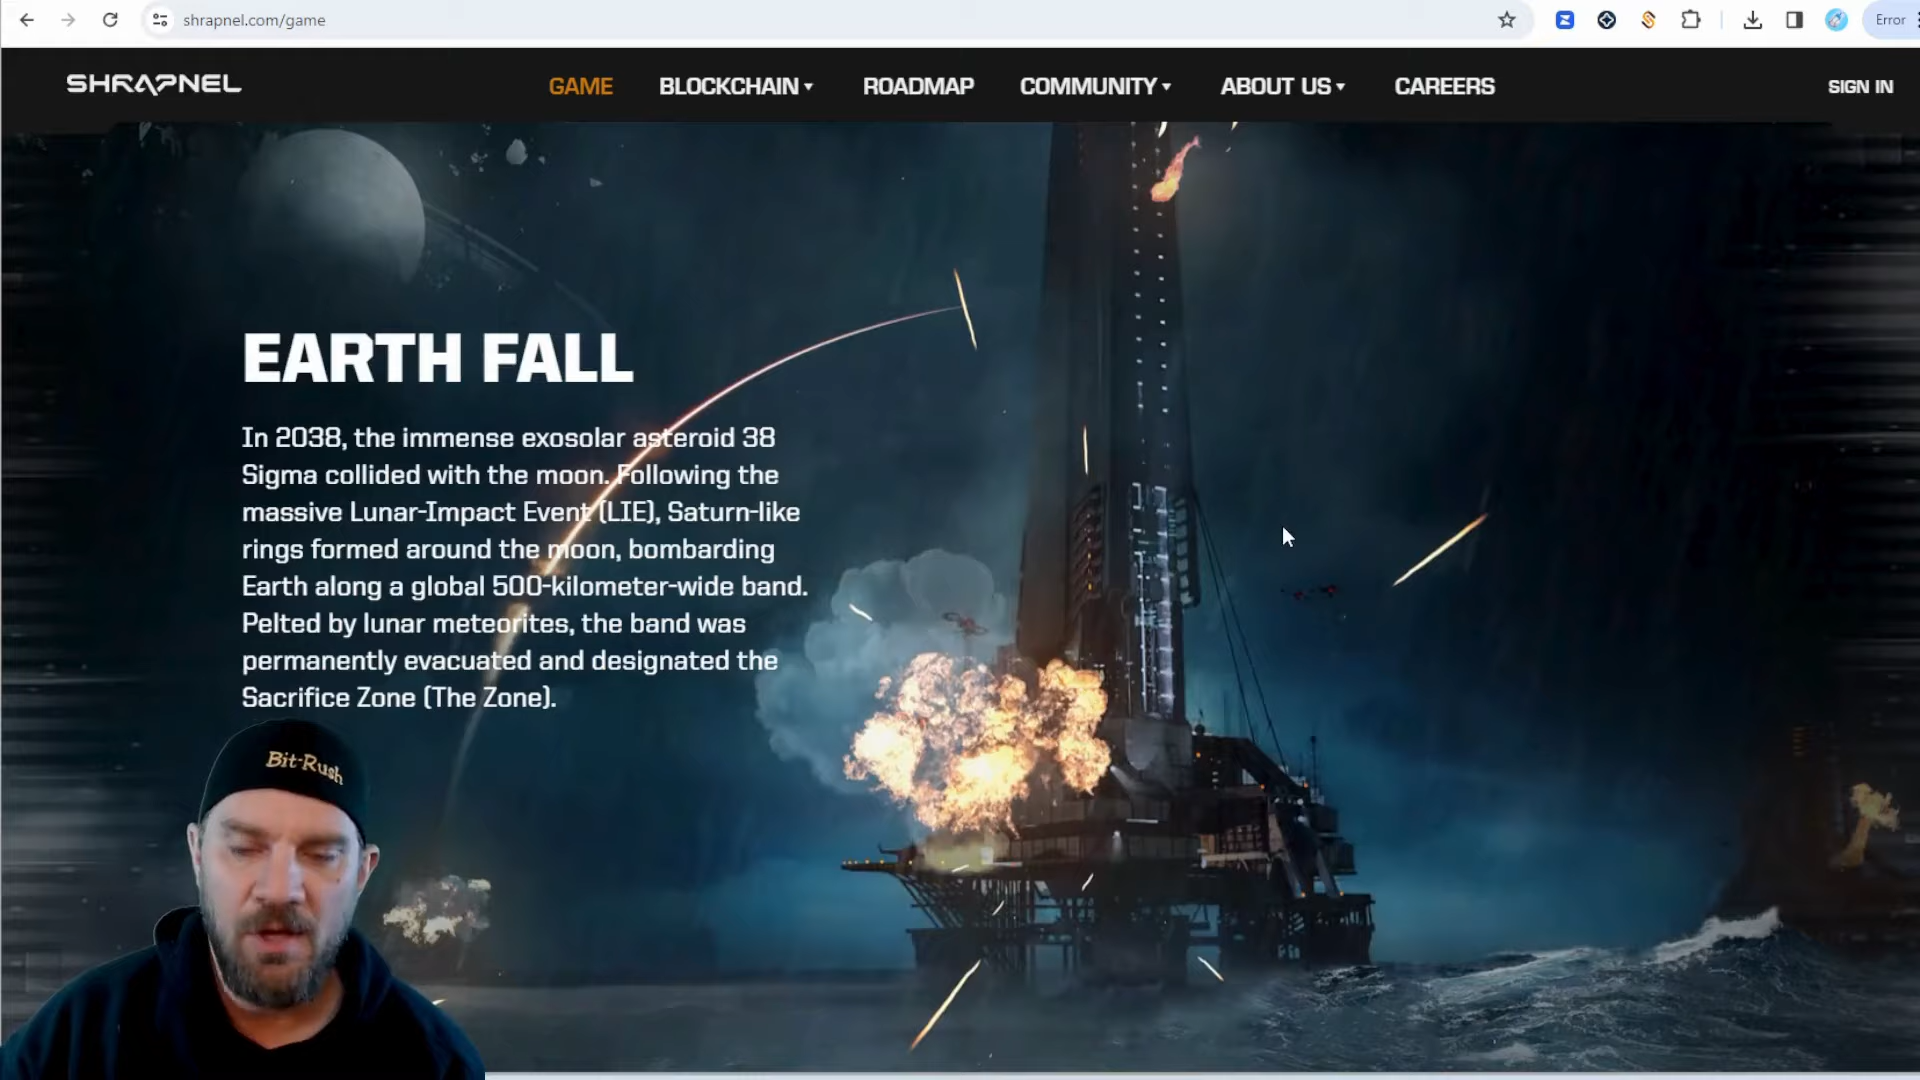 shrapnel.com/game
Error
SHRAPNEL
GAME
BLOCKCHAIN
ROADMAP
COMMUNITY
ABOUT US
CAREERS
SIGN IN
EARTH FALL
In 2038, the immense exosolar asteroid 38
Sigma collided with the moon. Following the
massive Lunar-Impact Event (LIE), Saturn-like
rings formed around the moon, bombarding
Earth along a global 500-kilometer-wide band.
Pelted by lunar meteorites, the band was
permanently evacuated and designated the
Sacrifice Zone (The Zone).
Bit-Rush